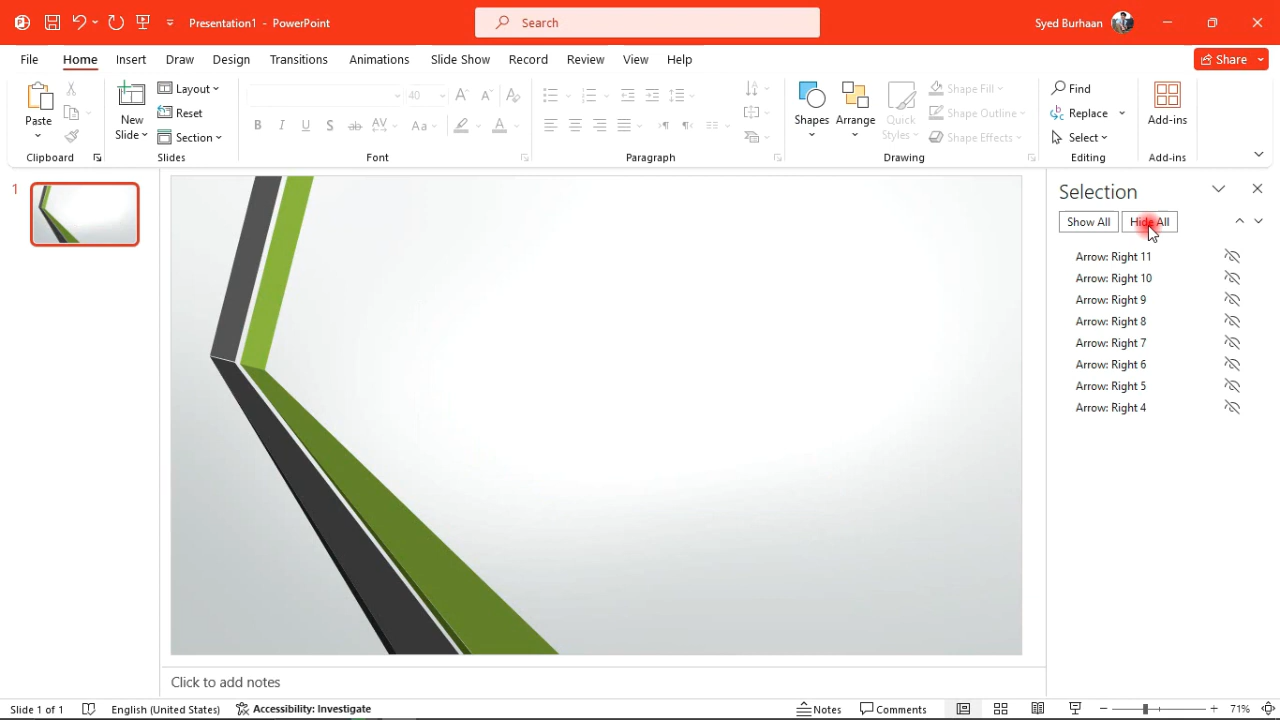 Presentation1 - PowerPoint
Search
Syed Burhaan
File Home Insert Draw Design Transitions Animations Slide Show Record Review View Help
Share
Paste
Clipboard
New Slide
Layout
Reset
Section
Slides
40
B I U S ab AV Aa A
Font
Paragraph
Shapes
Arrange
Quick Styles
Shape Fill
Shape Outline
Shape Effects
Drawing
Find
Replace
Select
Editing
Add-ins
Add-ins
1
Selection
Show All
Hide All
Arrow: Right 11
Arrow: Right 10
Arrow: Right 9
Arrow: Right 8
Arrow: Right 7
Arrow: Right 6
Arrow: Right 5
Arrow: Right 4
Click to add notes
Slide 1 of 1
English (United States)
Accessibility: Investigate
Notes
Comments
71%